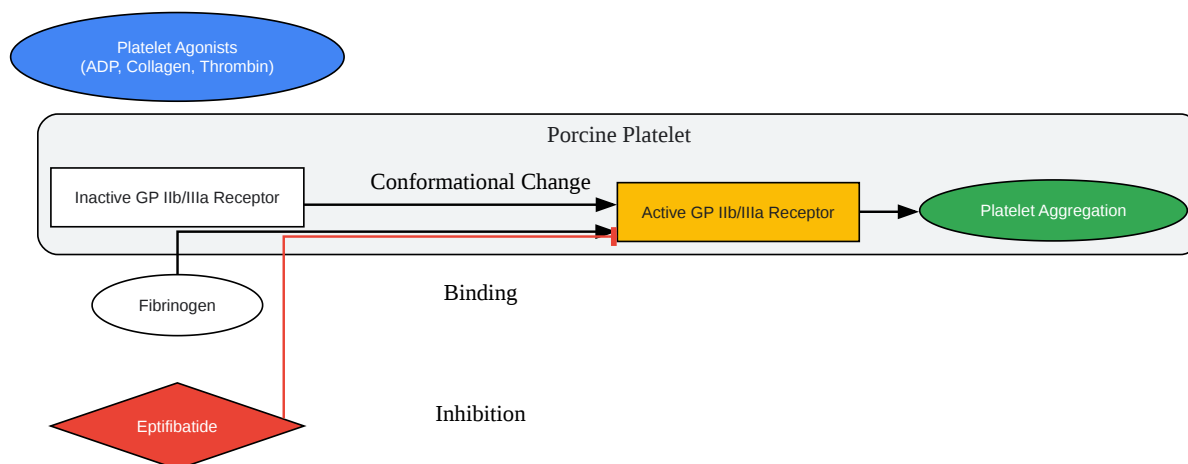 Platelet Agonists
(ADP, Collagen, Thrombin)
Porcine Platelet
Inactive GP IIb/IIIa Receptor
Conformational Change
Active GP IIb/IIIa Receptor
Platelet Aggregation
Fibrinogen
Binding
Eptifibatide
Inhibition